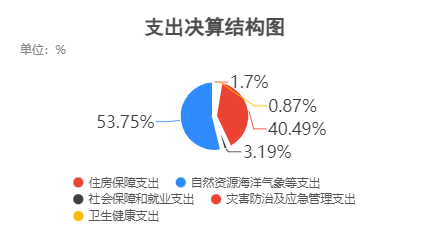 支出决算结构图
单位：%
1.7%
0.87%
53.75%
40.49%
3.19%
住房保障支出 自然资源海洋气象等支出
社会保障和就业支出 灾害防治及应急管理支出
卫生健康支出